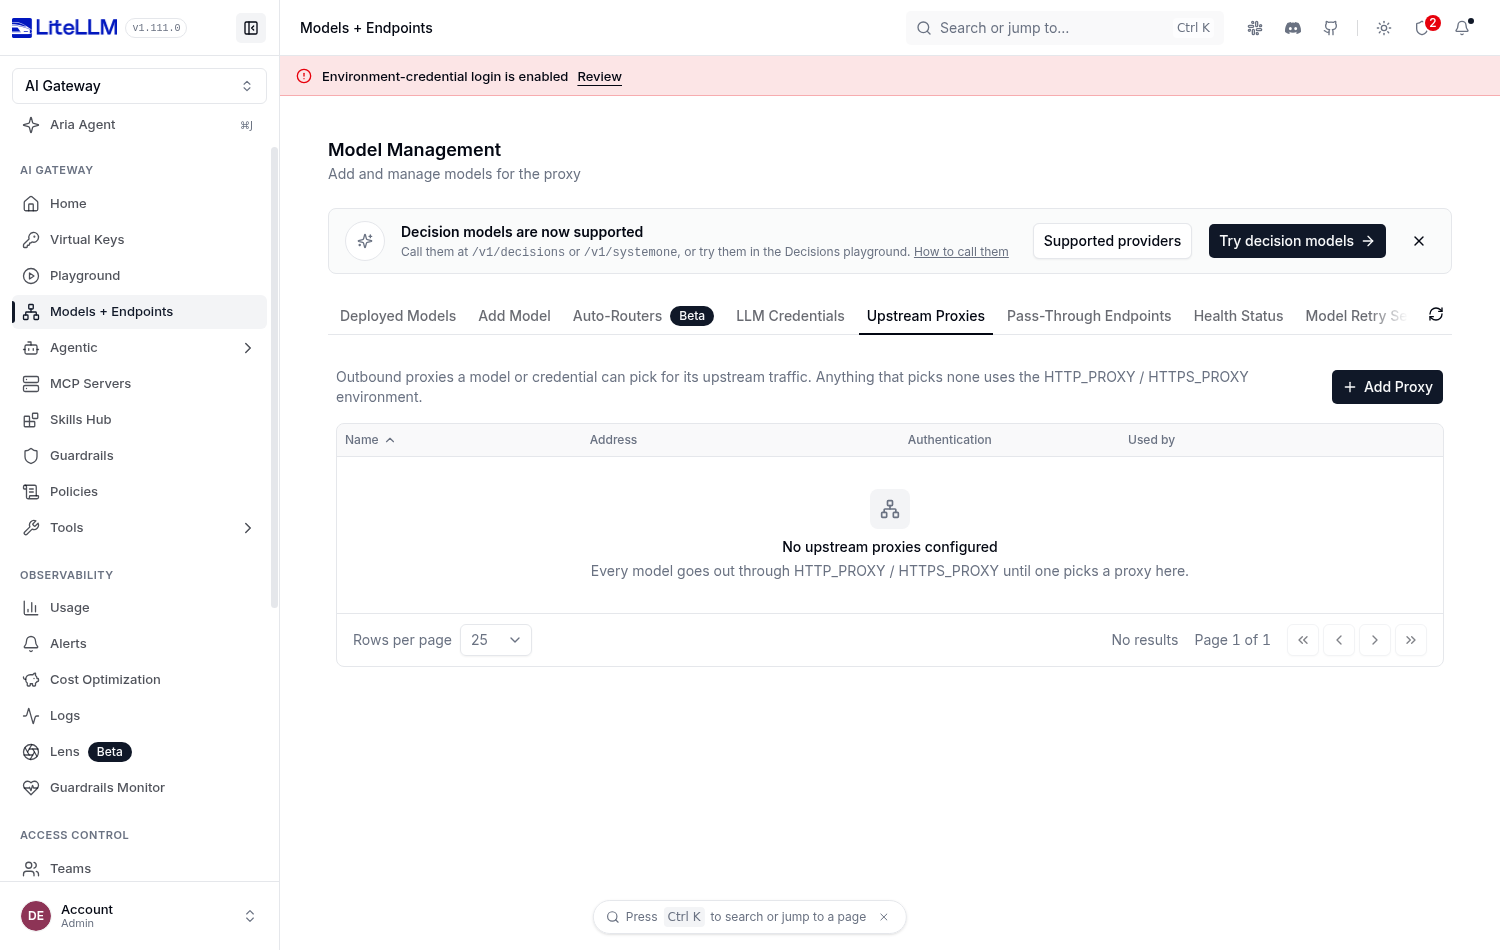 LiteLLM v1.111.0
Models + Endpoints
Search or jump to... Ctrl K
2
Environment-credential login is enabled Review
AI Gateway
Aria Agent ⌘J
AI GATEWAY
Home
Virtual Keys
Playground
Models + Endpoints
Agentic
MCP Servers
Skills Hub
Guardrails
Policies
Tools
OBSERVABILITY
Usage
Alerts
Cost Optimization
Logs
Lens Beta
Guardrails Monitor
ACCESS CONTROL
Teams
DE Account
Admin
Model Management
Add and manage models for the proxy
Decision models are now supported
Call them at /v1/decisions or /v1/systemone, or try them in the Decisions playground. How to call them
Supported providers
Try decision models
Deployed Models Add Model Auto-Routers Beta LLM Credentials Upstream Proxies Pass-Through Endpoints Health Status Model Retry Se
Outbound proxies a model or credential can pick for its upstream traffic. Anything that picks none uses the HTTP_PROXY / HTTPS_PROXY
environment.
Add Proxy
Name Address Authentication Used by
No upstream proxies configured
Every model goes out through HTTP_PROXY / HTTPS_PROXY until one picks a proxy here.
Rows per page 25 No results Page 1 of 1
Press Ctrl K to search or jump to a page